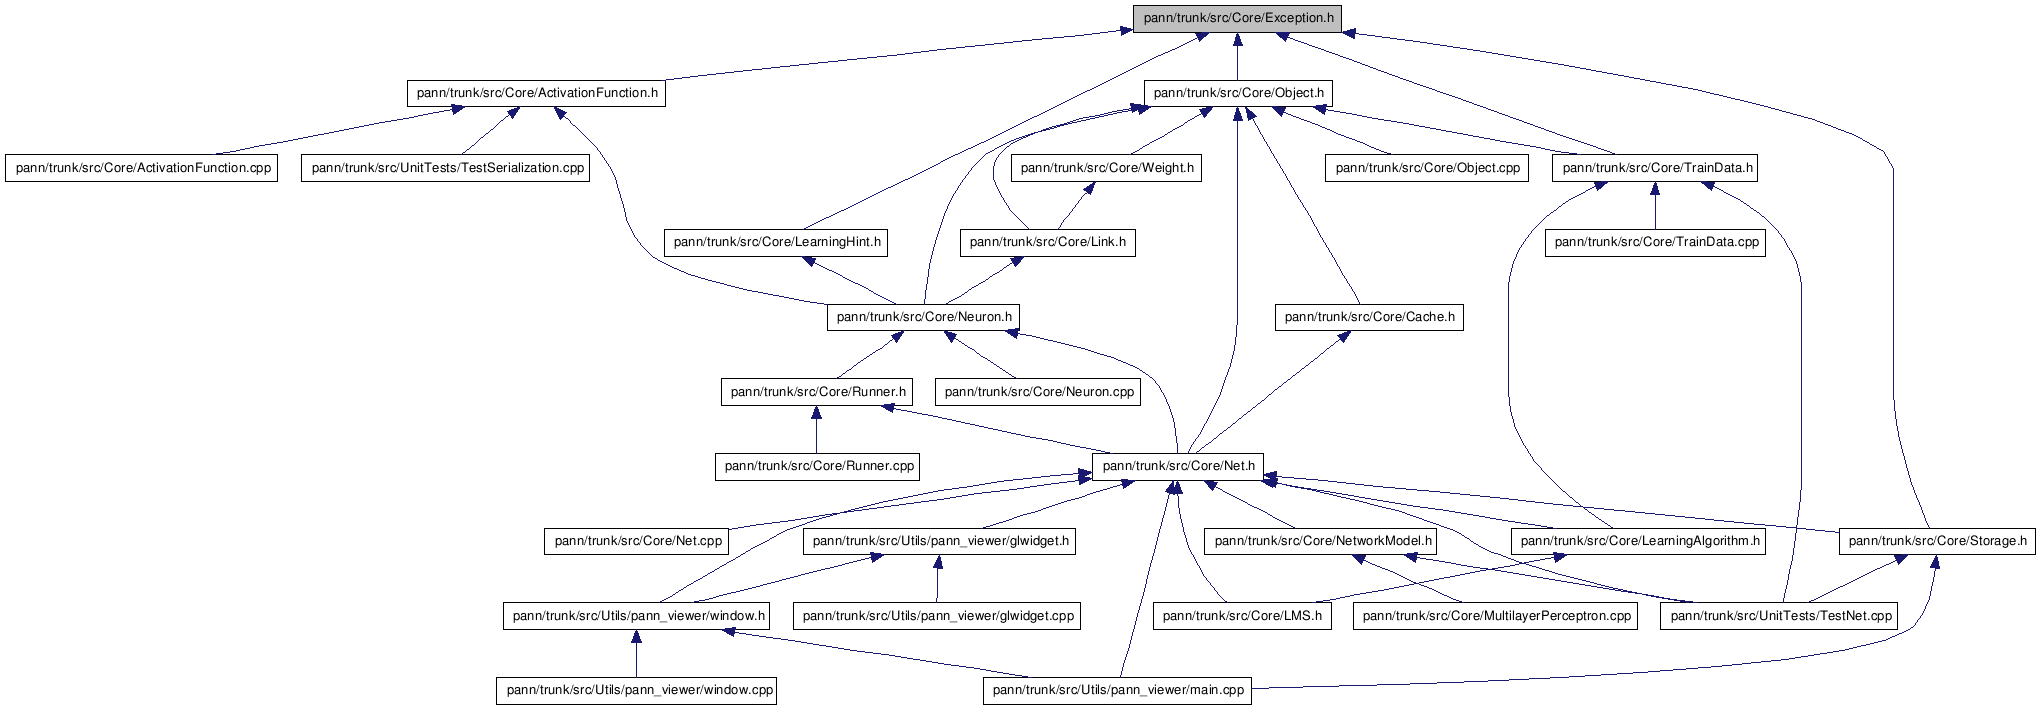 pann/trunk/src/Core/Exception.h
pann/trunk/src/Core/ActivationFunction.h
pann/trunk/src/Core/Object.h
pann/trunk/src/Core/ActivationFunction.cpp
pann/trunk/src/UnitTests/TestSerialization.cpp
pann/trunk/src/Core/Weight.h
pann/trunk/src/Core/Object.cpp
pann/trunk/src/Core/TrainData.h
pann/trunk/src/Core/LearningHint.h
pann/trunk/src/Core/Link.h
pann/trunk/src/Core/TrainData.cpp
pann/trunk/src/Core/Neuron.h
pann/trunk/src/Core/Cache.h
pann/trunk/src/Core/Runner.h
pann/trunk/src/Core/Neuron.cpp
pann/trunk/src/Core/Runner.cpp
pann/trunk/src/Core/Net.h
pann/trunk/src/Core/Net.cpp
pann/trunk/src/Utils/pann_viewer/glwidget.h
pann/trunk/src/Core/NetworkModel.h
pann/trunk/src/Core/LearningAlgorithm.h
pann/trunk/src/Core/Storage.h
pann/trunk/src/Utils/pann_viewer/window.h
pann/trunk/src/Utils/pann_viewer/glwidget.cpp
pann/trunk/src/Core/LMS.h
pann/trunk/src/Core/MultilayerPerceptron.cpp
pann/trunk/src/UnitTests/TestNet.cpp
pann/trunk/src/Utils/pann_viewer/window.cpp
pann/trunk/src/Utils/pann_viewer/main.cpp